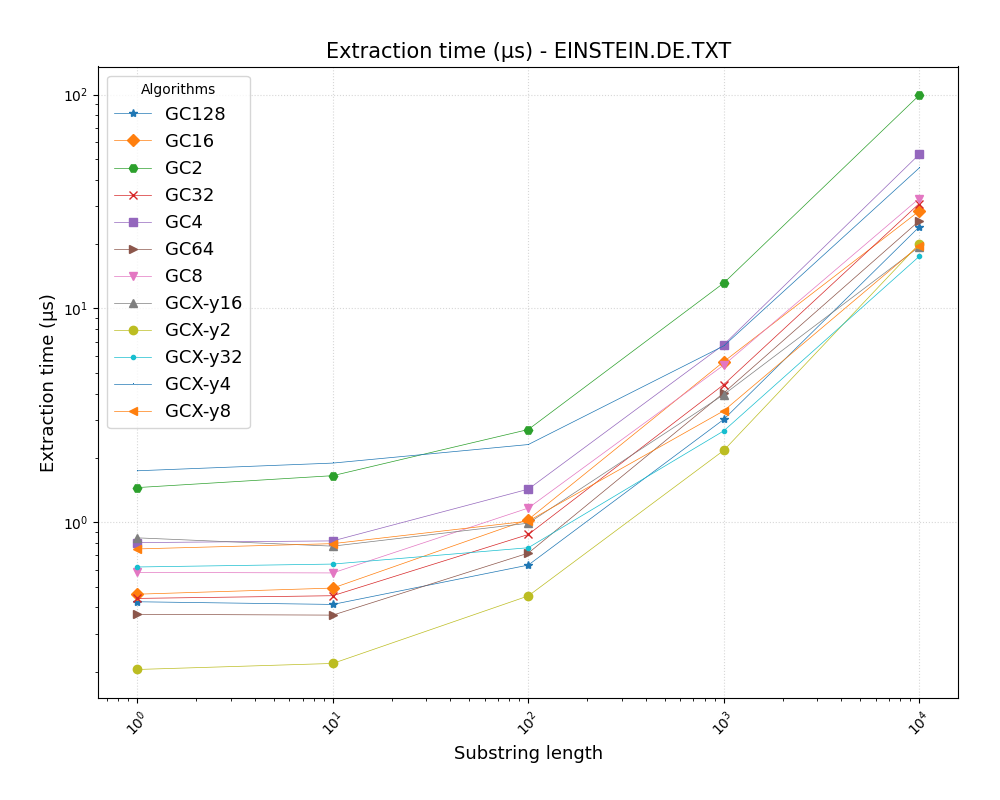 Extraction time (µs) - EINSTEIN.DE.TXT
Algorithms
GC128
GC16
GC2
GC32
GC4
GC64
GC8
GCX-y16
GCX-y2
GCX-y32
GCX-y4
GCX-y8
Extraction time (µs)
10²
10¹
10⁰
10⁰ 10¹ 10² 10³ 10⁴
Substring length